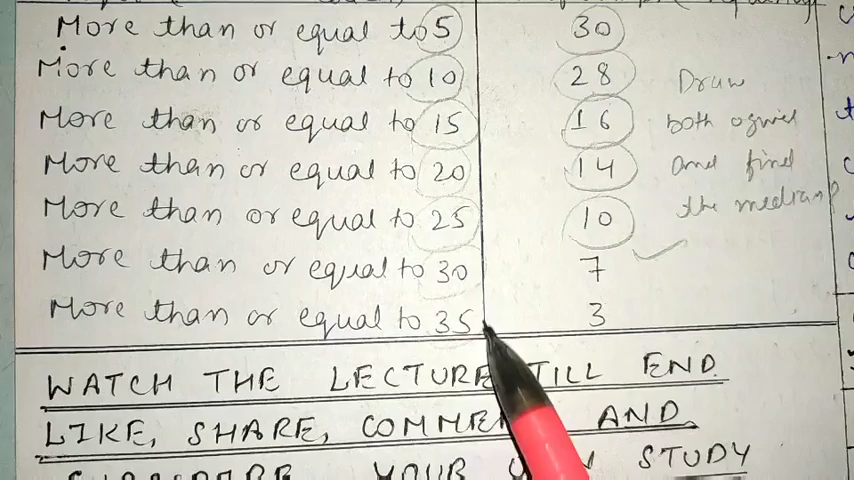 More than or equal to 5 30
More than or equal to 10 28 Draw
More than or equal to 15 16 both ogives
More than or equal to 20 14 and find
More than or equal to 25 10 the median?
More than or equal to 30 7
More than or equal to 35 3
WATCH THE LECTURE TILL END
LIKE, SHARE, AND
YOUR STUDY